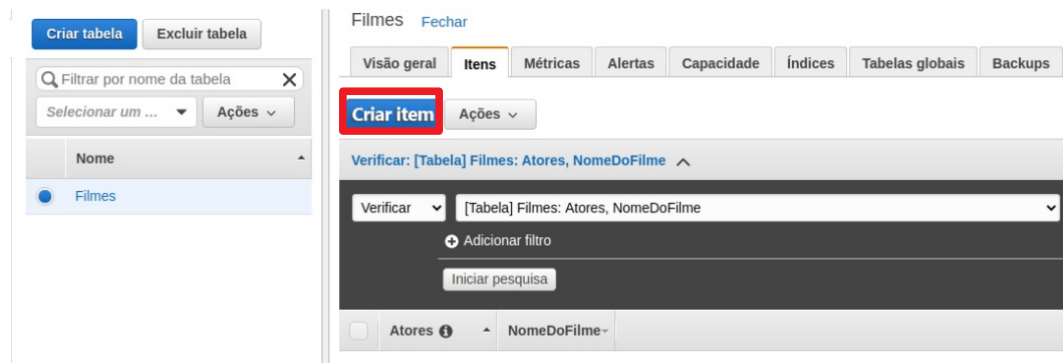 Criar tabela Excluir tabela
Filtrar por nome da tabela X
Selecionar um ... Ações
Nome
Filmes
Filmes Fechar
Visão geral Itens Métricas Alertas Capacidade Índices Tabelas globais Backups
Criar item Ações
Verificar: [Tabela] Filmes: Atores, NomeDoFilme
Verificar [Tabela] Filmes: Atores, NomeDoFilme
Adicionar filtro
Iniciar pesquisa
Atores NomeDoFilme